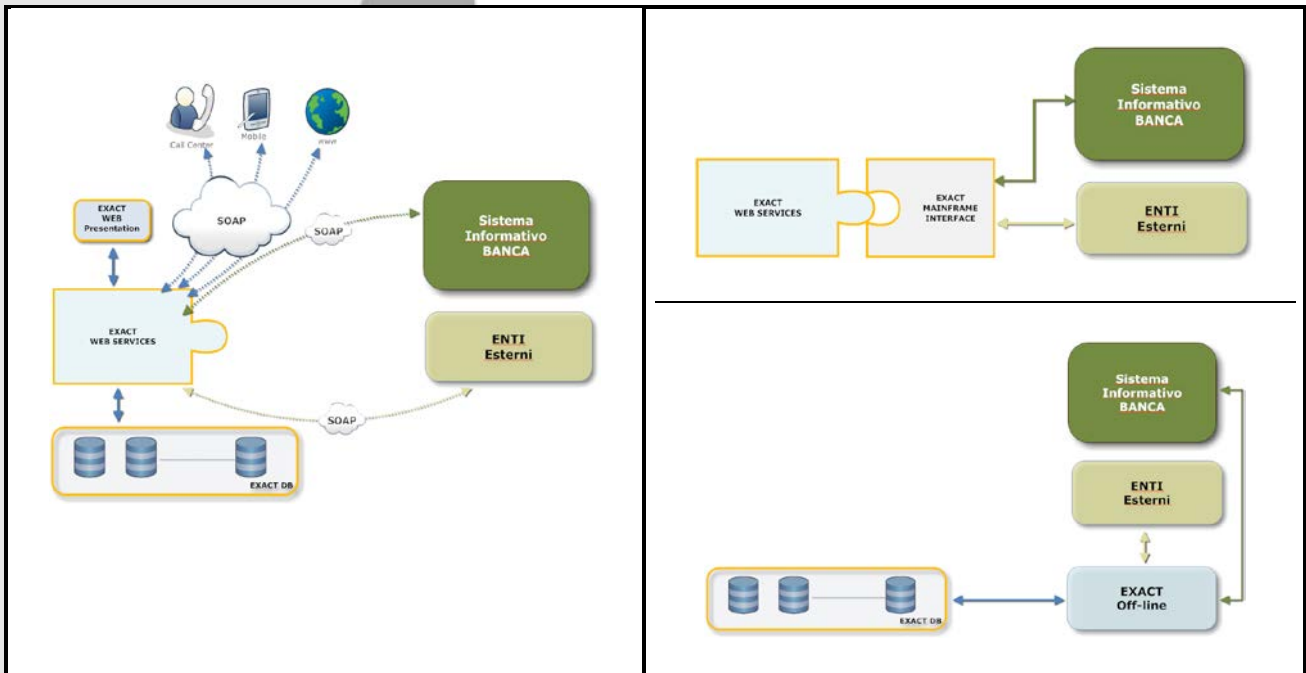 Call Center
Mobile
www
EXACT
WEB
Presentation
SOAP
SOAP
Sistema
Informativo
BANCA
EXACT
WEB SERVICES
ENTI
Esterni
SOAP
EXACT DB
Sistema
Informativo
BANCA
EXACT
WEB SERVICES
EXACT
MAINFRAME
INTERFACE
ENTI
Esterni
Sistema
Informativo
BANCA
ENTI
Esterni
EXACT
Off-line
EXACT DB